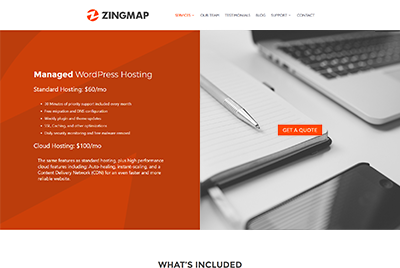 ZINGMAP
SERVICES OUR TEAM TESTIMONIALS BLOG SUPPORT CONTACT
Managed WordPress Hosting
Standard Hosting: $60/mo
30 Minutes of priority support included every month
Free migration and DNS configuration
Weekly plugin and theme updates
SSL, Caching, and other optimizations
Daily security monitoring and free malware removal
Cloud Hosting: $100/mo
The same features as standard hosting, plus high performance
cloud features including: Auto-healing, instant-scaling, and a
Content Delivery Network (CDN) for an even faster and more
reliable website.
GET A QUOTE
WHAT'S INCLUDED